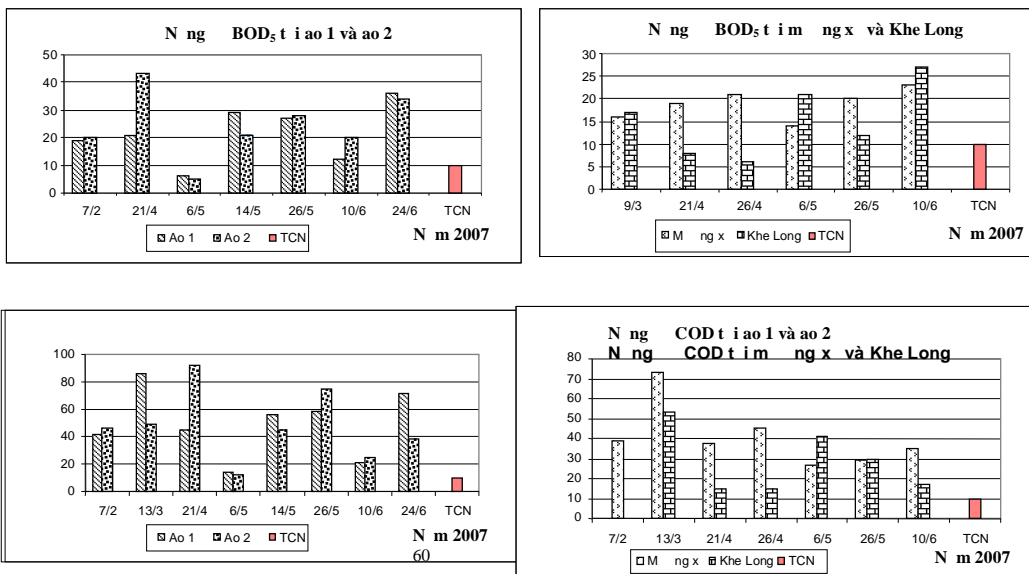 N ng BOD₅ t i ao 1 và ao 2
50
40
30
20
10
0
7/2 21/4 6/5 14/5 26/5 10/6 24/6 TCN
Ao 1 Ao 2 TCN
N m 2007
N ng BOD₅ t i m ng x và Khe Long
30
25
20
15
10
5
0
9/3 21/4 26/4 6/5 26/5 10/6 TCN
M ng x Khe Long TCN
N m 2007
100
80
60
40
20
0
7/2 13/3 21/4 6/5 14/5 26/5 10/6 24/6 TCN
Ao 1 Ao 2 TCN
N m 2007
60
N ng COD t i ao 1 và ao 2
N ng COD t i m ng x và Khe Long
80
70
60
50
40
30
20
10
0
7/2 13/3 21/4 26/4 6/5 26/5 10/6 TCN
M ng x Khe Long TCN
N m 2007